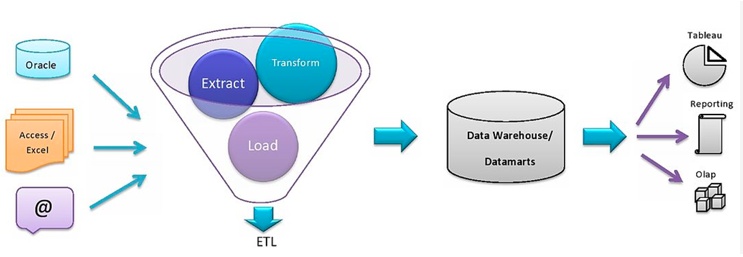 Oracle
Access /
Excel
@
Extract
Transform
Load
ETL
Data Warehouse/
Datamarts
Tableau
Reporting
Olap